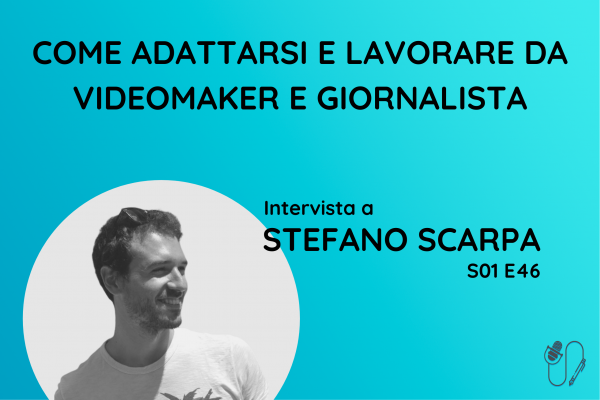 COME ADATTARSI E LAVORARE DA
VIDEOMAKER E GIORNALISTA
Intervista a
STEFANO SCARPA
S01 E46